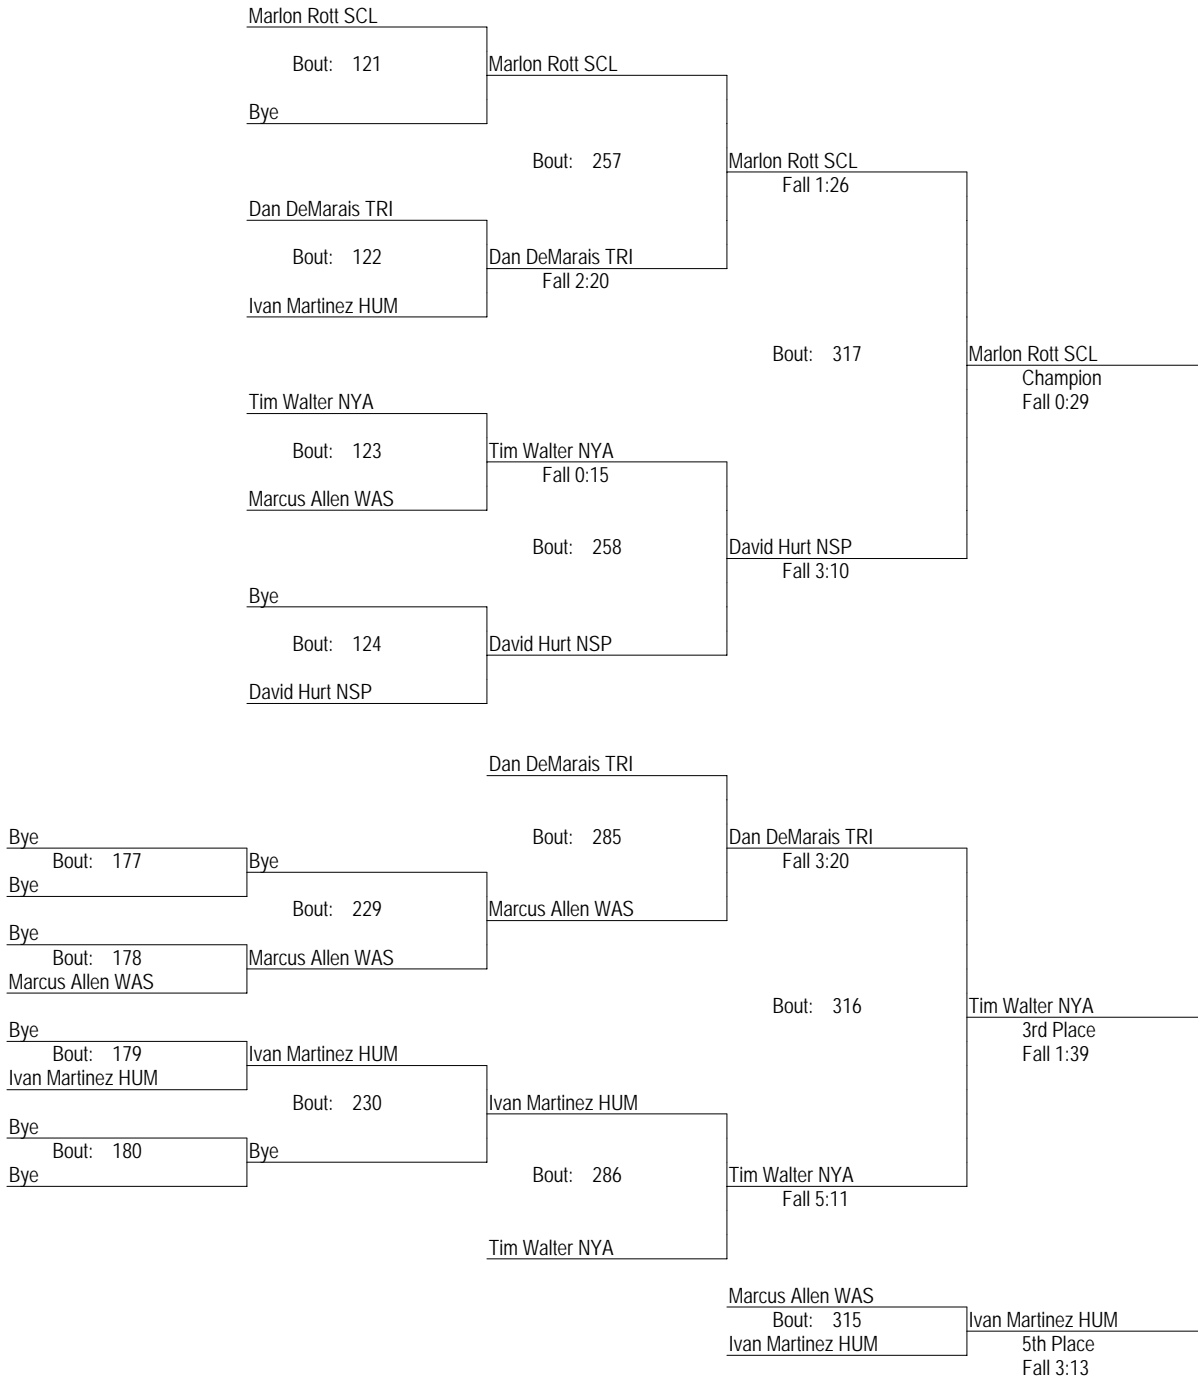 Marlon Rott SCL
Bout: 121
Marlon Rott SCL
Bye
Bout: 257
Marlon Rott SCL
Fall 1:26
Dan DeMarais TRI
Bout: 122
Dan DeMarais TRI
Fall 2:20
Ivan Martinez HUM
Bout: 317
Marlon Rott SCL
Champion
Fall 0:29
Tim Walter NYA
Bout: 123
Tim Walter NYA
Fall 0:15
Marcus Allen WAS
Bout: 258
David Hurt NSP
Fall 3:10
Bye
Bout: 124
David Hurt NSP
David Hurt NSP
Dan DeMarais TRI
Bout: 285
Dan DeMarais TRI
Fall 3:20
Bye
Bout: 177
Bye
Bye
Bout: 229
Marcus Allen WAS
Bye
Bout: 178
Marcus Allen WAS
Marcus Allen WAS
Bout: 316
Tim Walter NYA
3rd Place
Fall 1:39
Bye
Bout: 179
Ivan Martinez HUM
Ivan Martinez HUM
Bout: 230
Ivan Martinez HUM
Bye
Bout: 180
Bye
Bye
Bout: 286
Tim Walter NYA
Fall 5:11
Tim Walter NYA
Marcus Allen WAS
Bout: 315
Ivan Martinez HUM
Ivan Martinez HUM
5th Place
Fall 3:13